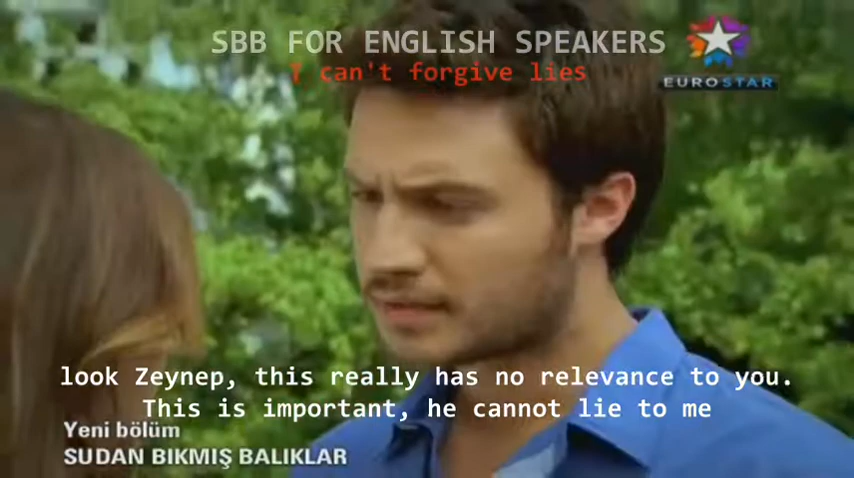 SBB FOR ENGLISH SPEAKERS
I can't forgive lies
EUROSTAR
look Zeynep, this really has no relevance to you.
This is important, he cannot lie to me
Yeni bölüm
SUDAN BIKMIŞ BALIKLAR